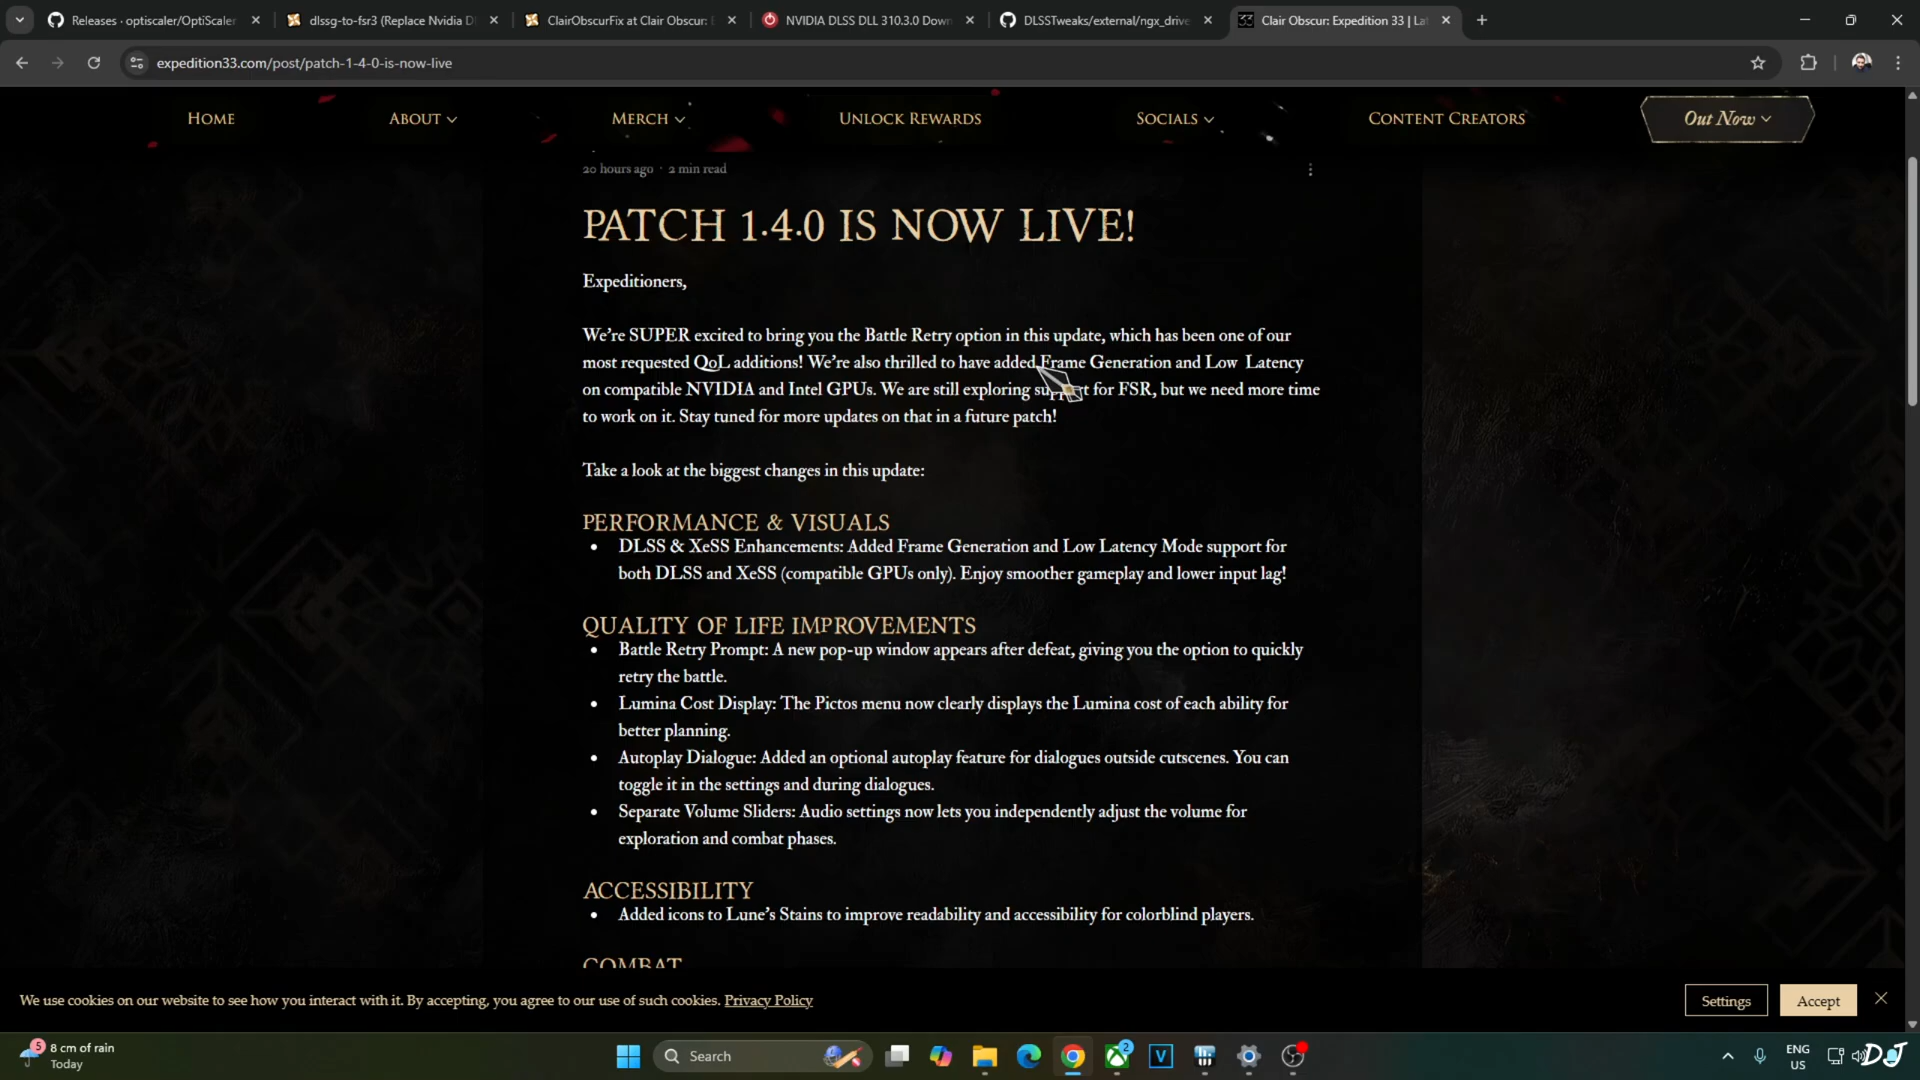 Releases · optiscaler/OptiScaler
dlssg-to-fsr3 (Replace Nvidia D
ClairObscurFix at Clair Obscur: E
NVIDIA DLSS DLL 310.3.0 Down
DLSSTweaks/external/ngx_drive
Clair Obscur: Expedition 33 | La
expedition33.com/post/patch-1-4-0-is-now-live
HOME
ABOUT
MERCH
UNLOCK REWARDS
SOCIALS
CONTENT CREATORS
Out Now
20 hours ago · 2 min read
PATCH 1.4.0 IS NOW LIVE!
Expeditioners,
We're SUPER excited to bring you the Battle Retry option in this update, which has been one of our
most requested QoL additions! We're also thrilled to have added Frame Generation and Low Latency
on compatible NVIDIA and Intel GPUs. We are still exploring support for FSR, but we need more time
to work on it. Stay tuned for more updates on that in a future patch!
Take a look at the biggest changes in this update:
PERFORMANCE & VISUALS
• DLSS & XeSS Enhancements: Added Frame Generation and Low Latency Mode support for
both DLSS and XeSS (compatible GPUs only). Enjoy smoother gameplay and lower input lag!
QUALITY OF LIFE IMPROVEMENTS
• Battle Retry Prompt: A new pop-up window appears after defeat, giving you the option to quickly
retry the battle.
• Lumina Cost Display: The Pictos menu now clearly displays the Lumina cost of each ability for
better planning.
• Autoplay Dialogue: Added an optional autoplay feature for dialogues outside cutscenes. You can
toggle it in the settings and during dialogues.
• Separate Volume Sliders: Audio settings now lets you independently adjust the volume for
exploration and combat phases.
ACCESSIBILITY
• Added icons to Lune's Stains to improve readability and accessibility for colorblind players.
COMBAT
We use cookies on our website to see how you interact with it. By accepting, you agree to our use of such cookies. Privacy Policy
Settings
Accept
5
8 cm of rain
Today
Search
2
V
ENG
US
DJ